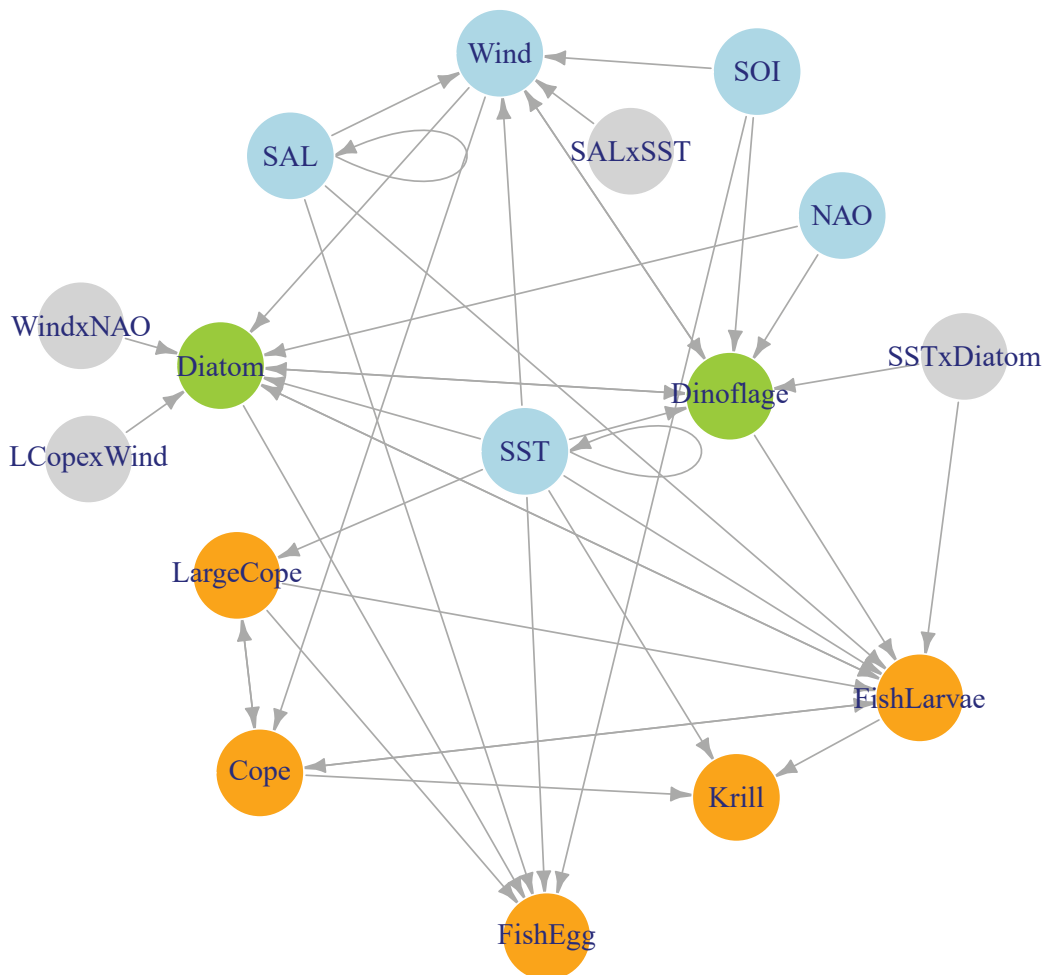 Wind
SOI
SAL
SALxSST
NAO
WindxNAO
Diatom
SSTxDiatom
Dinoflage
LCopexWind
SST
LargeCope
FishLarvae
Cope
Krill
FishEgg